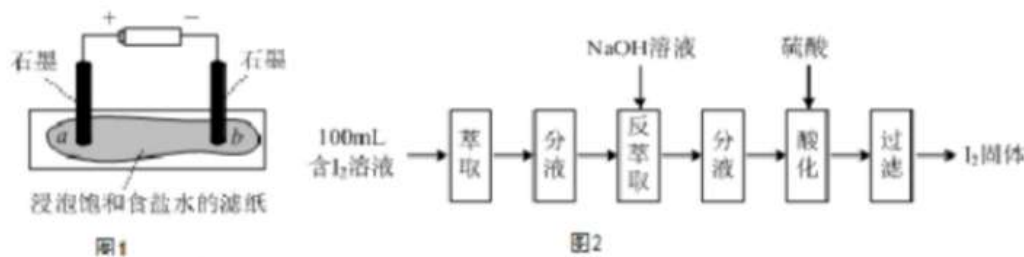 + −
石墨 石墨
a b
浸泡饱和食盐水的滤纸
图1
NaOH溶液 硫酸
100mL
含I₂溶液
萃取 分液 反萃取 分液 酸化 过滤
I₂固体
图2